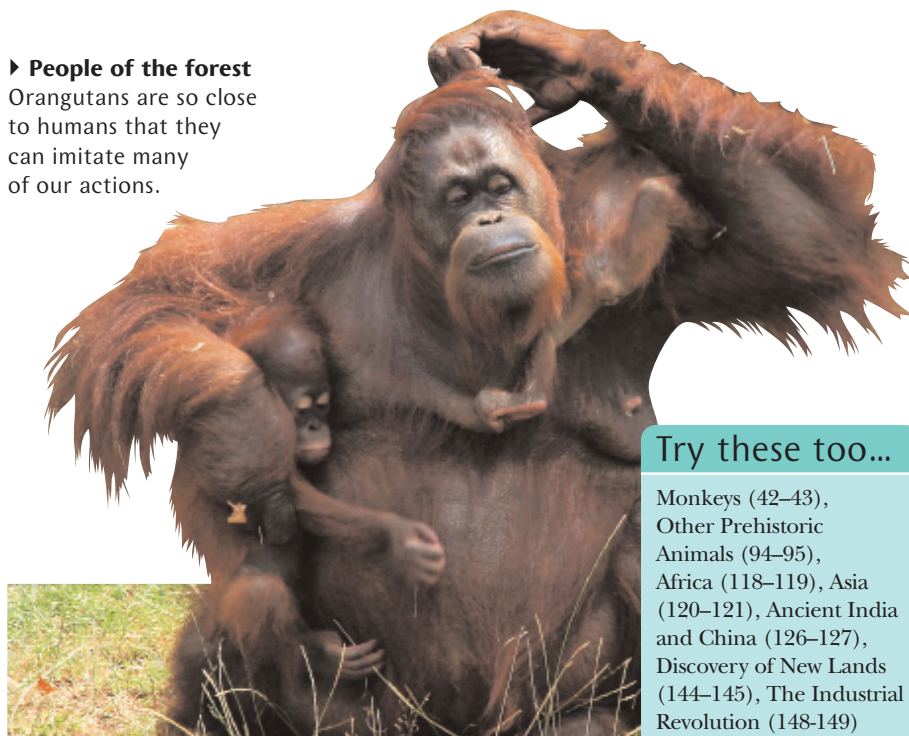 ▸ People of the forest
Orangutans are so close
to humans that they
can imitate many
of our actions.
Try these too...
Monkeys (42–43),
Other Prehistoric
Animals (94–95),
Africa (118–119), Asia
(120–121), Ancient India
and China (126–127),
Discovery of New Lands
(144–145), The Industrial
Revolution (148-149)